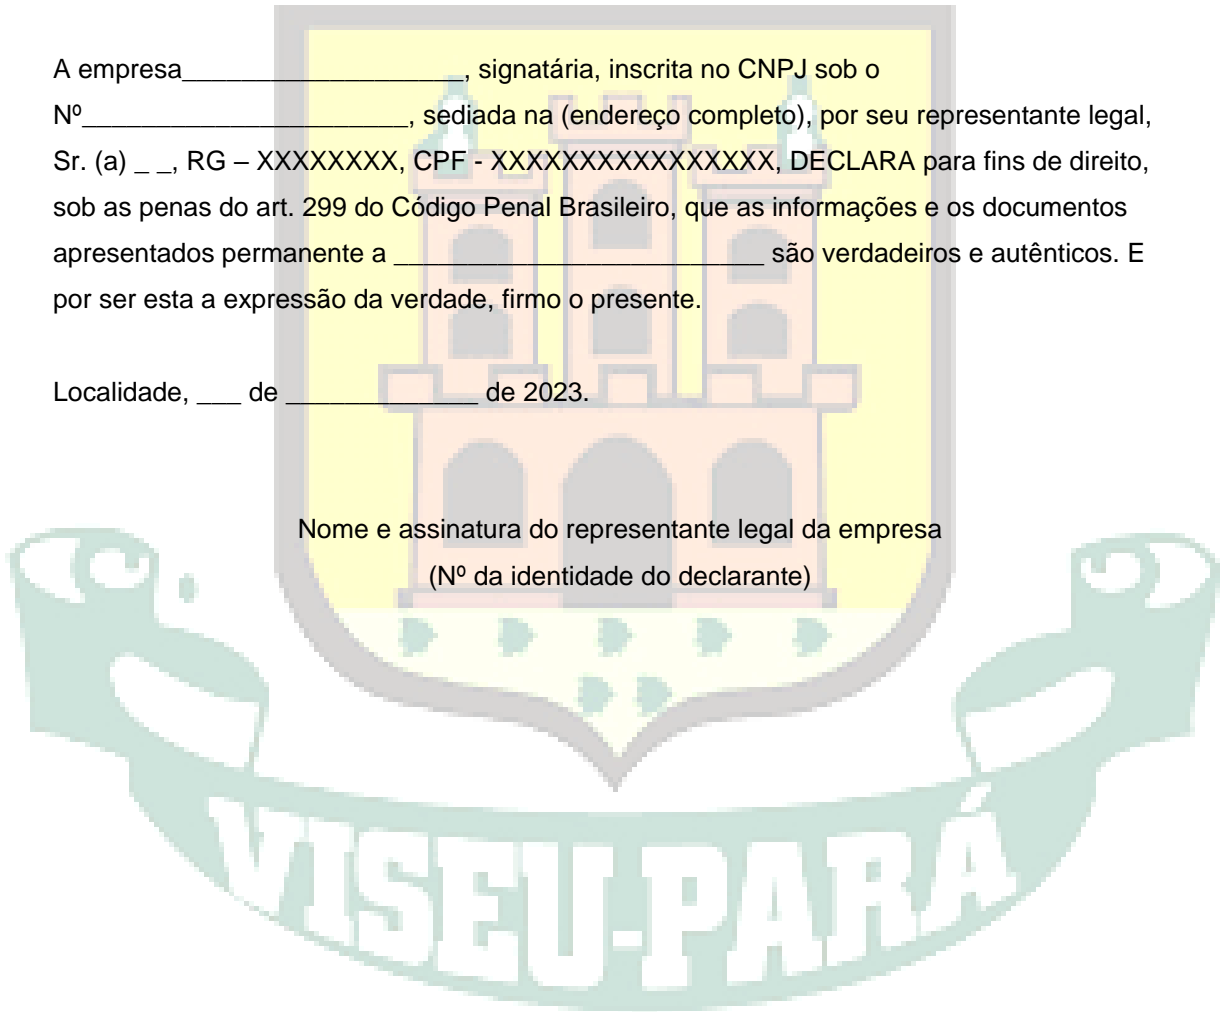 A empresa___________________, signatária, inscrita no CNPJ sob o
Nº______________________, sediada na (endereço completo), por seu representante legal,
Sr. (a) _ _, RG – XXXXXXXX, CPF - XXXXXXXXXXXXXXXX, DECLARA para fins de direito,
sob as penas do art. 299 do Código Penal Brasileiro, que as informações e os documentos
apresentados permanente a _________________________ são verdadeiros e autênticos. E
por ser esta a expressão da verdade, firmo o presente.
Localidade, ___ de _____________ de 2023.
Nome e assinatura do representante legal da empresa
(Nº da identidade do declarante)
VISEU-PARÁ